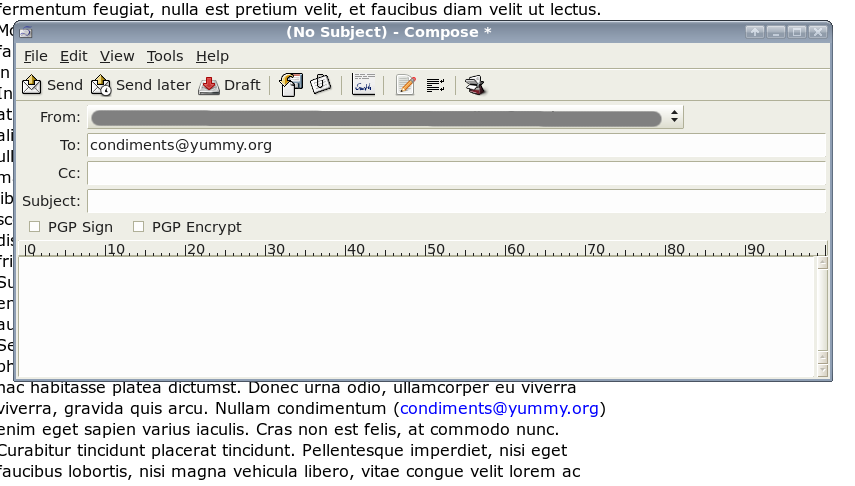 fermentum feugiat, nulla est pretium velit, et faucibus diam velit ut lectus.
(No Subject) - Compose *
File Edit View Tools Help
Send Send later Draft
From:
To: condiments@yummy.org
Cc:
Subject:
PGP Sign PGP Encrypt
0 10 20 30 40 50 60 70 80 90
hac habitasse platea dictumst. Donec urna odio, ullamcorper eu viverra
viverra, gravida quis arcu. Nullam condimentum (condiments@yummy.org)
enim eget sapien varius iaculis. Cras non est felis, at commodo nunc.
Curabitur tincidunt placerat tincidunt. Pellentesque imperdiet, nisi eget
faucibus lobortis, nisi magna vehicula libero, vitae congue velit lorem ac